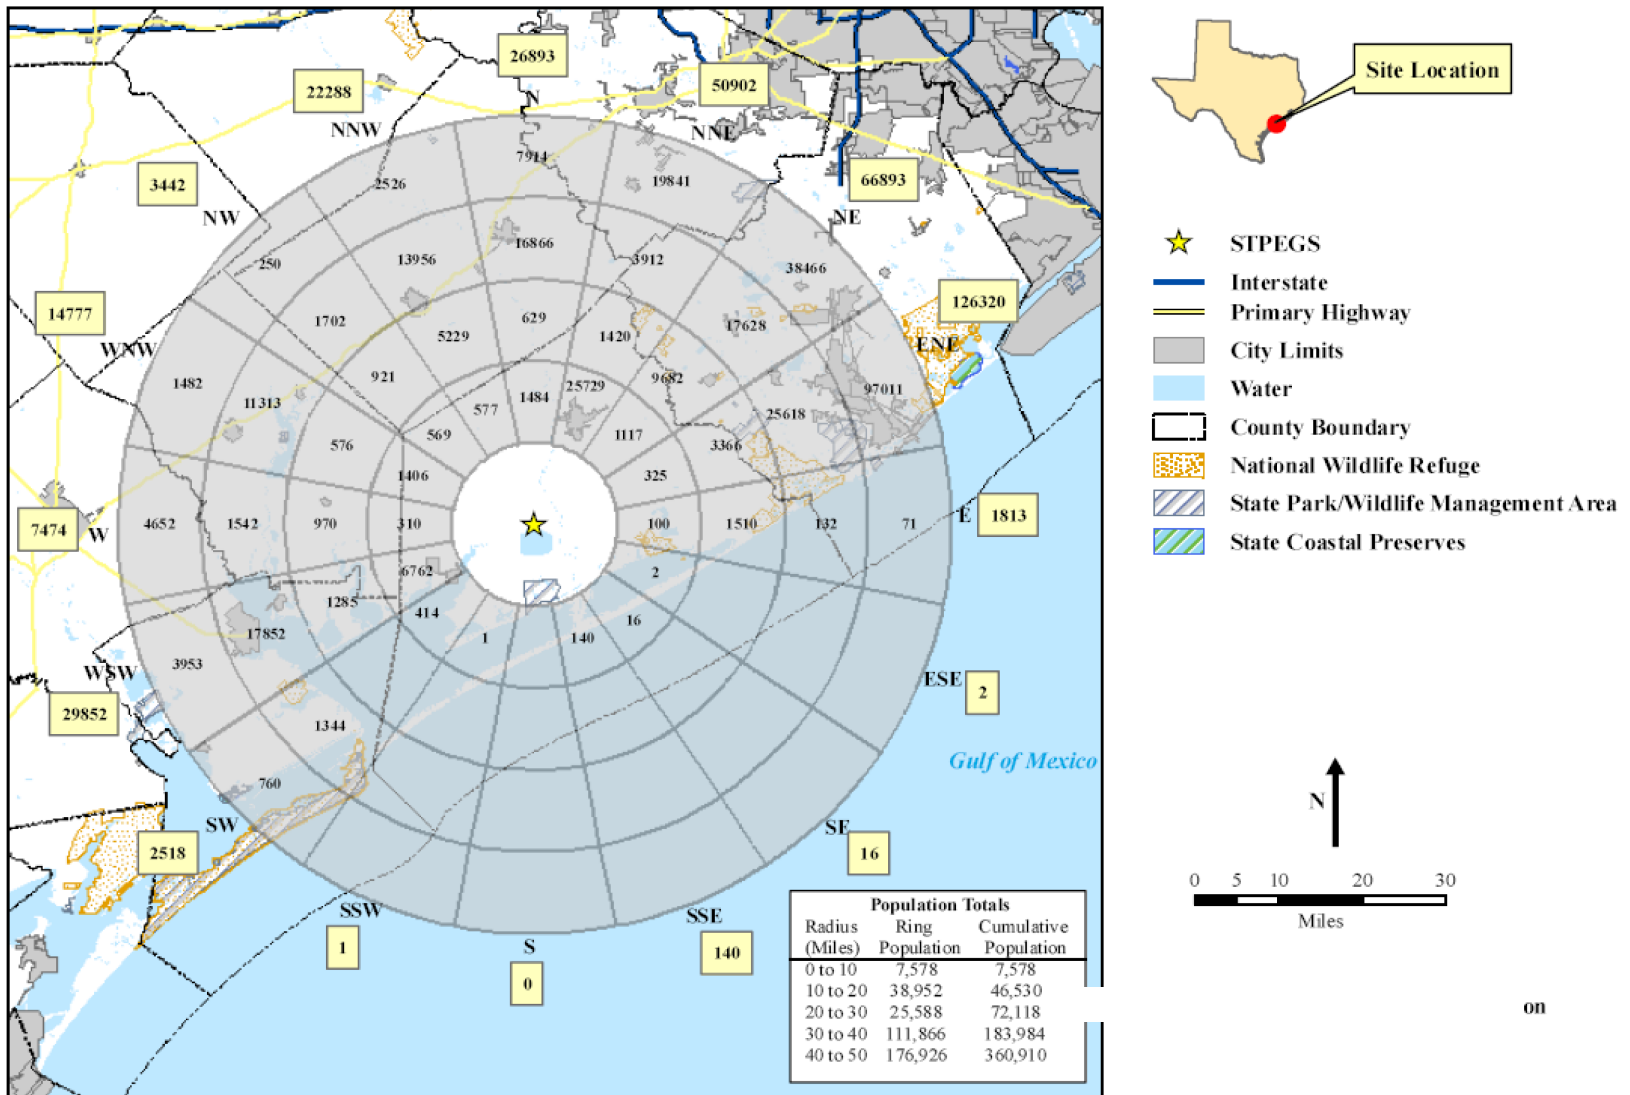 26893
N
22288
NNW
50902
NNE
3442
NW
66893
NE
14777
WNW
126320
ENE
7914
2526
19841
250
13956
16866
3912
38466
1702
5229
629
1420
17628
1482
11313
921
577
1484
25729
9682
25618
97011
576
569
1117
3366
1406
325
7474
W
4652
1542
970
310
100
1510
132
71
E
1813
6762
2
1285
414
1
140
16
17852
3953
WSW
29852
1344
760
ESE
2
Gulf of Mexico
SW
2518
SE
16
SSW
1
S
0
SSE
140
Population Totals
Radius (Miles) Ring Population Cumulative Population
0 to 10 7,578 7,578
10 to 20 38,952 46,530
20 to 30 25,588 72,118
30 to 40 111,866 183,984
40 to 50 176,926 360,910
Site Location
STPEGS
Interstate
Primary Highway
City Limits
Water
County Boundary
National Wildlife Refuge
State Park/Wildlife Management Area
State Coastal Preserves
N
0 5 10 20 30
Miles
on